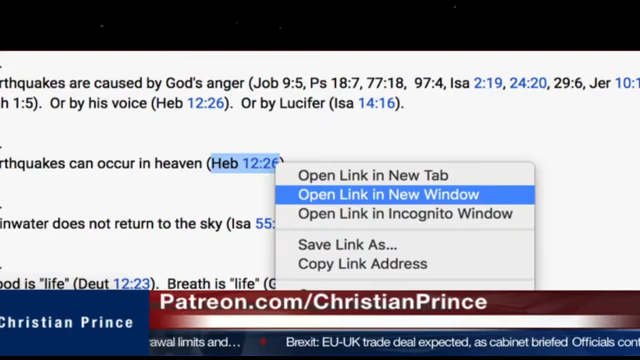 rthquakes are caused by God's anger (Job 9:5, Ps 18:7, 77:18, 97:4, Isa 2:19, 24:20, 29:6, Jer 10:1
h 1:5). Or by his voice (Heb 12:26). Or by Lucifer (Isa 14:16).
rthquakes can occur in heaven (Heb 12:26)
Open Link in New Tab
Open Link in New Window
Open Link in Incognito Window
Save Link As...
Copy Link Address
inwater does not return to the sky (Isa 55:
ood is "life" (Deut 12:23). Breath is "life" (G
Patreon.com/ChristianPrince
Christian Prince
rawal limits and... Brexit: EU-UK trade deal expected, as cabinet briefed Officials cont